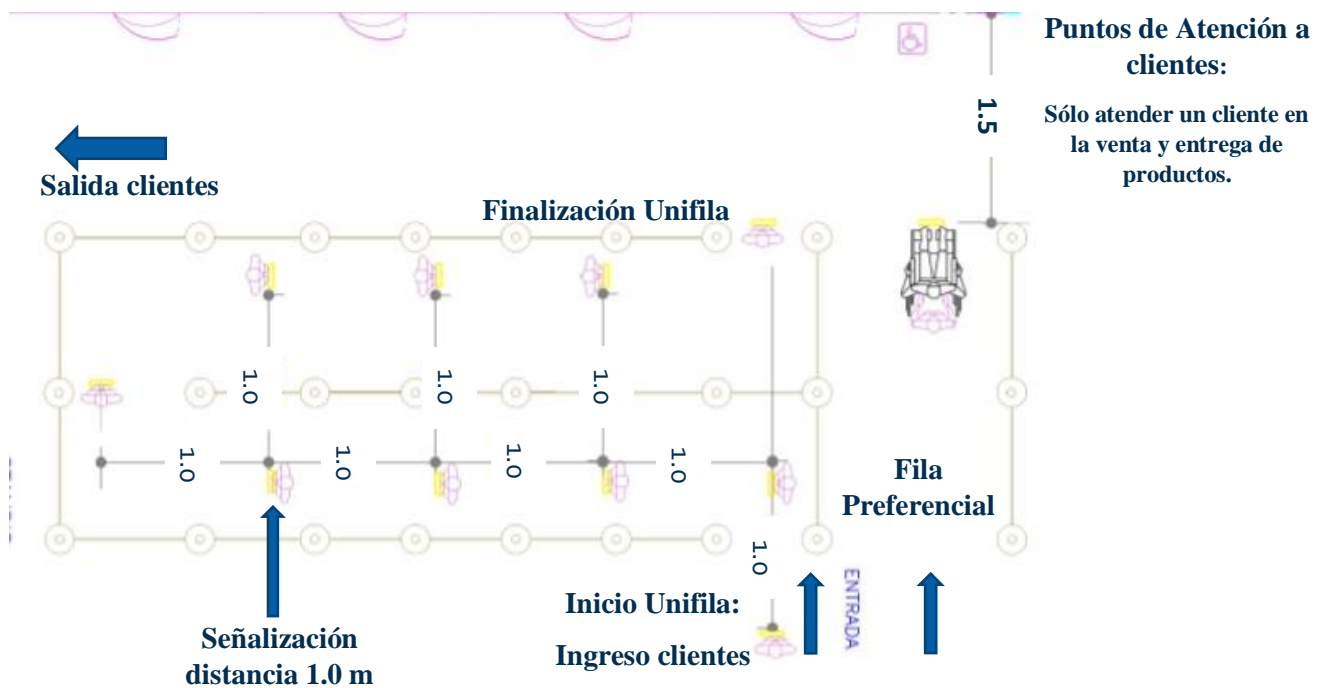 Puntos de Atención a
clientes:
Sólo atender un cliente en
la venta y entrega de
productos.
1.5
Salida clientes
Finalización Unifila
1.0
1.0
1.0
1.0
1.0
1.0
1.0
Fila
Preferencial
1.0
ENTRADA
Inicio Unifila:
Ingreso clientes
Señalización
distancia 1.0 m